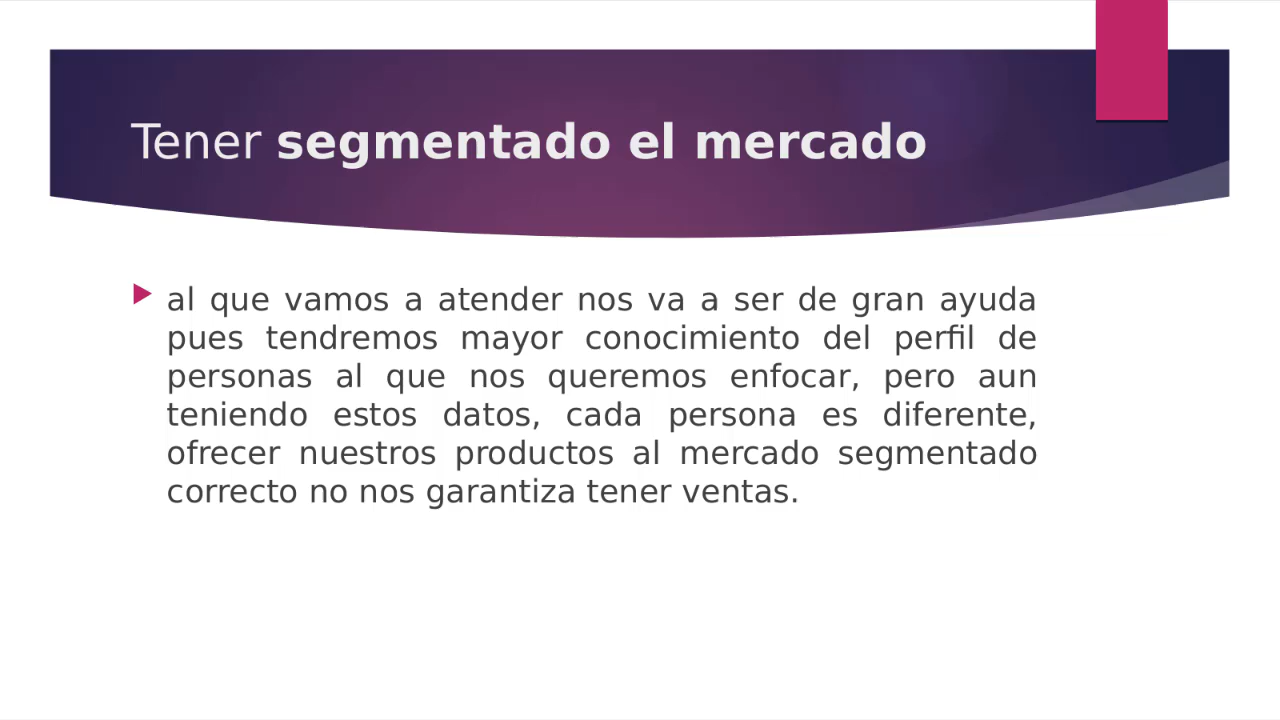 Tener segmentado el mercado
al que vamos a atender nos va a ser de gran ayuda
pues tendremos mayor conocimiento del perfil de
personas al que nos queremos enfocar, pero aun
teniendo estos datos, cada persona es diferente,
ofrecer nuestros productos al mercado segmentado
correcto no nos garantiza tener ventas.